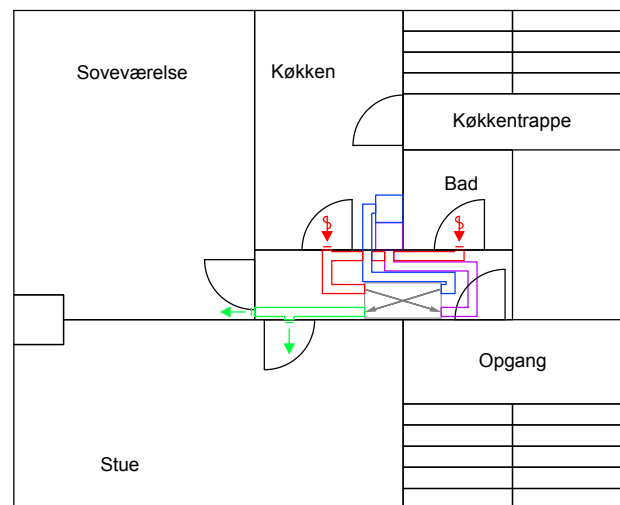 Soveværelse
Køkken
Køkkentrappe
Bad
Opgang
Stue